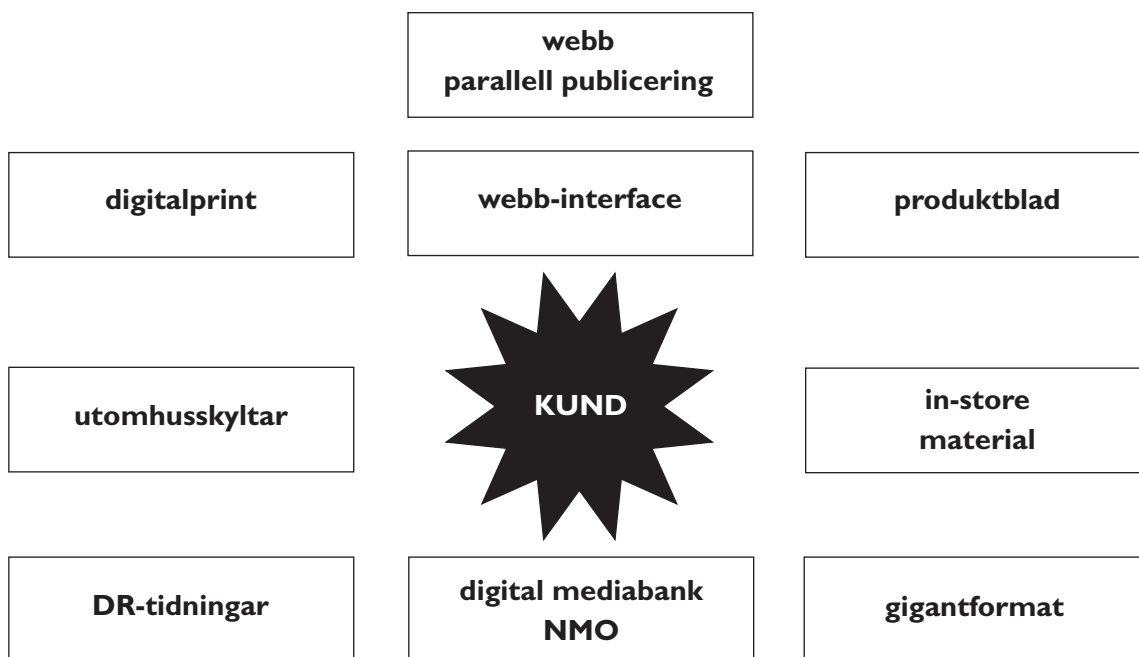 webb
parallell publicering
digitalprint
webb-interface
produktblad
utomhusskyltar
KUND
in-store
material
DR-tidningar
digital mediabank
NMO
gigantformat